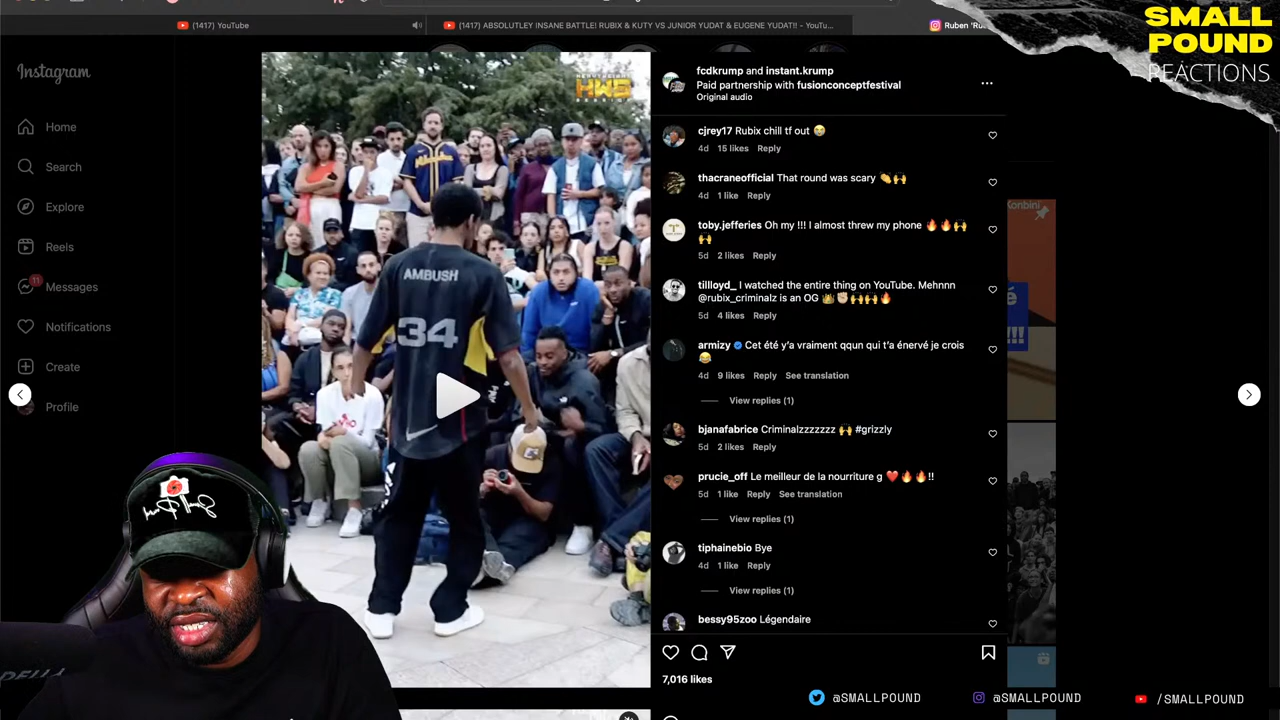 (1417) YouTube
(1417) ABSOLUTLEY INSANE BATTLE! RUBIX & KUTY VS JUNIOR YUDAT & EUGENE YUDAT!! - YouTu...
SMALL
POUND
REACTIONS
Instagram
Home
Search
Explore
Reels
11
Messages
Notifications
Create
Profile
HWS
AMBUSH
34
fcdkrump and instant.krump
Paid partnership with fusionconceptfestival
Original audio
cjrey17 Rubix chill tf out 😭
4d 15 likes Reply
thacraneofficial That round was scary 👏🙌
4d 1 like Reply
toby.jefferies Oh my !!! I almost threw my phone 🔥🔥🙌
🙌
5d 2 likes Reply
tillloyd_ I watched the entire thing on YouTube. Mehnnn
@rubix_criminalz is an OG 👑✊🙌🙌🔥
5d 4 likes Reply
armizy Cet été y'a vraiment qqun qui t'a énervé je crois
😂
4d 9 likes Reply See translation
View replies (1)
bjanafabrice Criminalzzzzzzz 🙌 #grizzly
5d 2 likes Reply
prucie_off Le meilleur de la nourriture g ❤️🔥🔥!!
5d 1 like Reply See translation
View replies (1)
tiphainebio Bye
4d 1 like Reply
View replies (1)
bessy95zoo Légendaire
7,016 likes
@SMALLPOUND
@SMALLPOUND
/SMALLPOUND